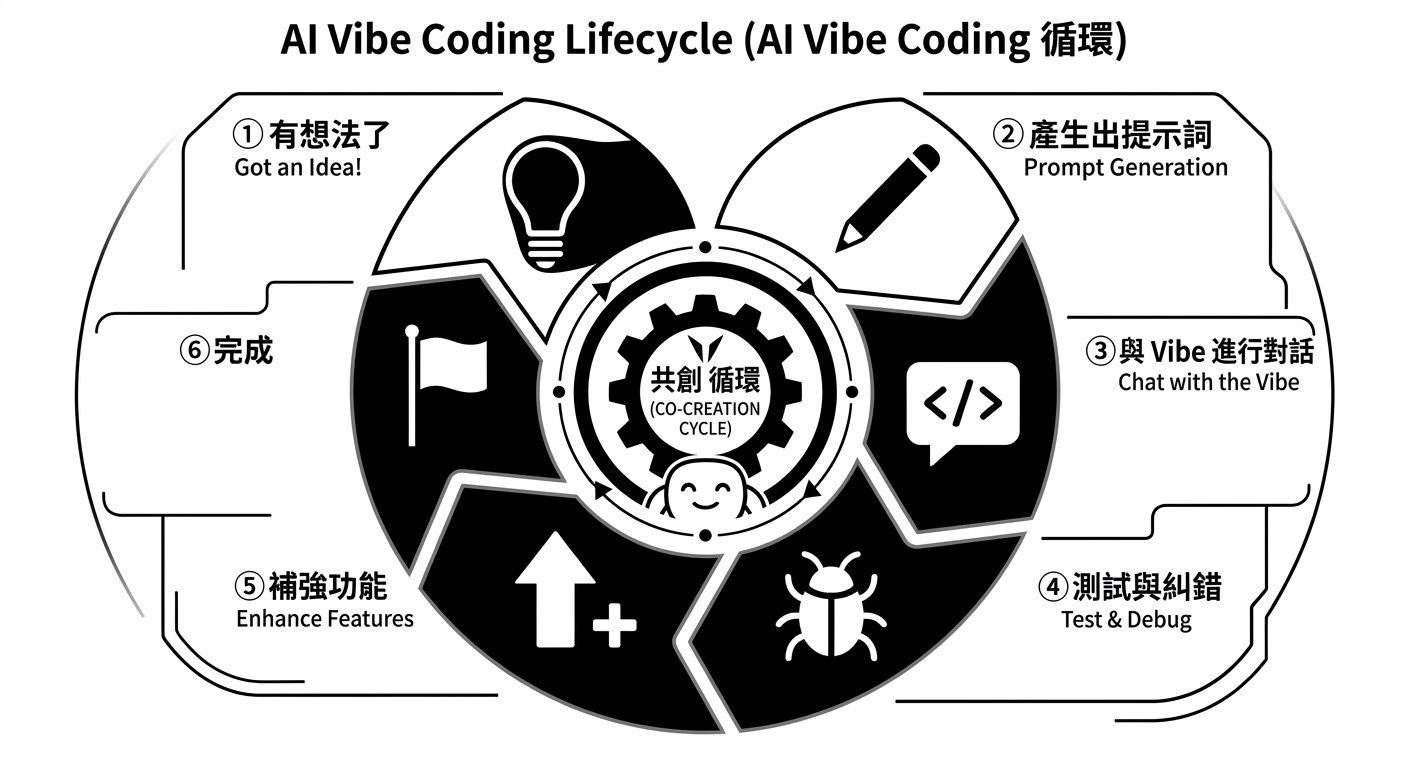 AI Vibe Coding Lifecycle (AI Vibe Coding 循環)
① 有想法了
Got an Idea!
② 產生出提示詞
Prompt Generation
③ 與 Vibe 進行對話
Chat with the Vibe
④ 測試與糾錯
Test & Debug
⑤ 補強功能
Enhance Features
⑥ 完成
共創 循環
(CO-CREATION
CYCLE)
</>